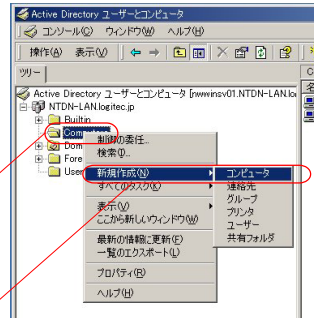 Active Directory ユーザーとコンピュータ
コンソール(C) ウィンドウ(W) ヘルプ(H)
操作(A) 表示(V)
ツリー
Active Directory ユーザーとコンピュータ [nwwinsv01.NTDN-LAN.lo
NTDN-LAN.logitec.jp
Builtin
Computers
Dom
Fore
User
制御の委任...
検索(I)...
新規作成(N)
すべてのタスク(K)
表示(V)
ここから新しいウィンドウ(W)
最新の情報に更新(F)
一覧のエクスポート(L)
プロパティ(R)
ヘルプ(H)
コンピュータ
連絡先
グループ
プリンタ
ユーザー
共有フォルダ